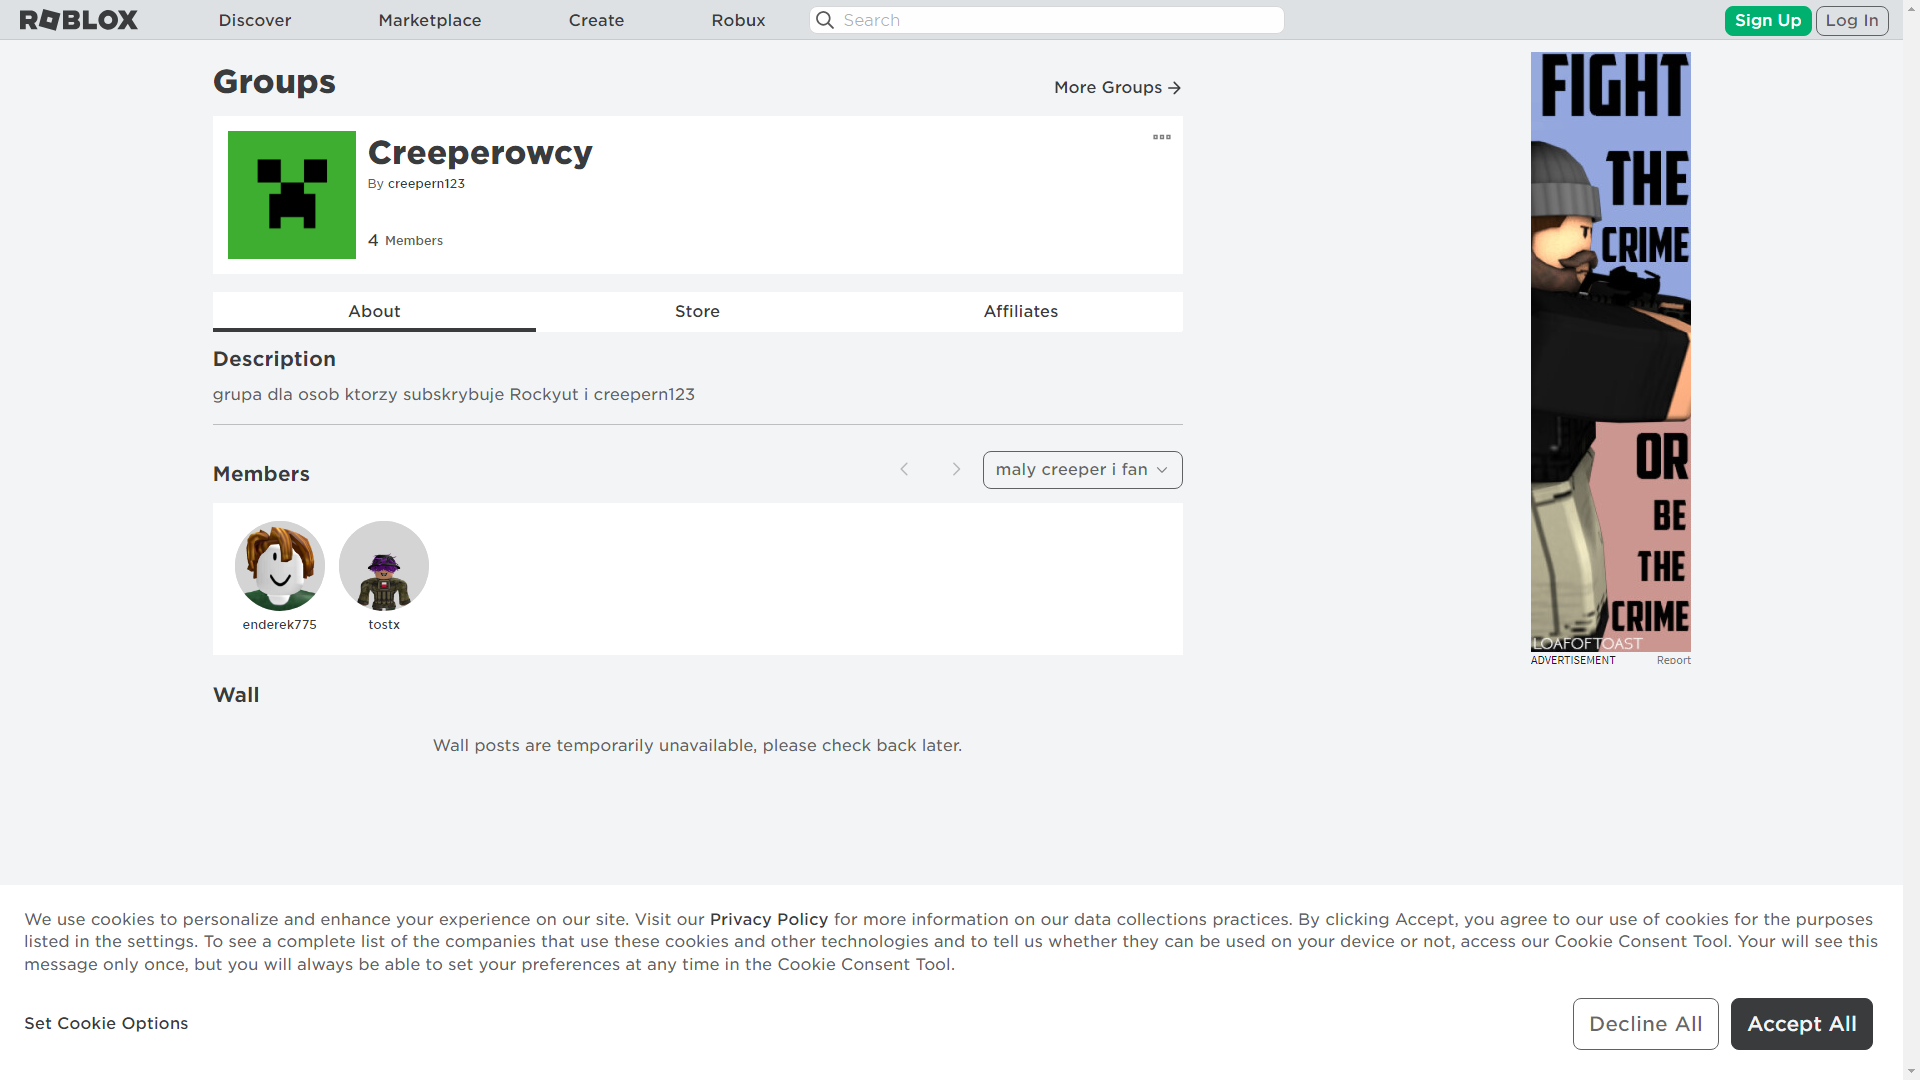 ROBLOX
Discover
Marketplace
Create
Robux
Search
Sign Up
Log In
Groups
More Groups
Creeperowcy
By creepern123
4 Members
About
Store
Affiliates
Description
grupa dla osob ktorzy subskrybuje Rockyut i creepern123
Members
maly creeper i fan
enderek775
tostx
Wall
Wall posts are temporarily unavailable, please check back later.
FIGHT
THE
CRIME
OR
BE
THE
CRIME
LOAFOFTOAST
ADVERTISEMENT
Report
We use cookies to personalize and enhance your experience on our site. Visit our Privacy Policy for more information on our data collections practices. By clicking Accept, you agree to our use of cookies for the purposes
listed in the settings. To see a complete list of the companies that use these cookies and other technologies and to tell us whether they can be used on your device or not, access our Cookie Consent Tool. Your will see this
message only once, but you will always be able to set your preferences at any time in the Cookie Consent Tool.
Set Cookie Options
Decline All
Accept All